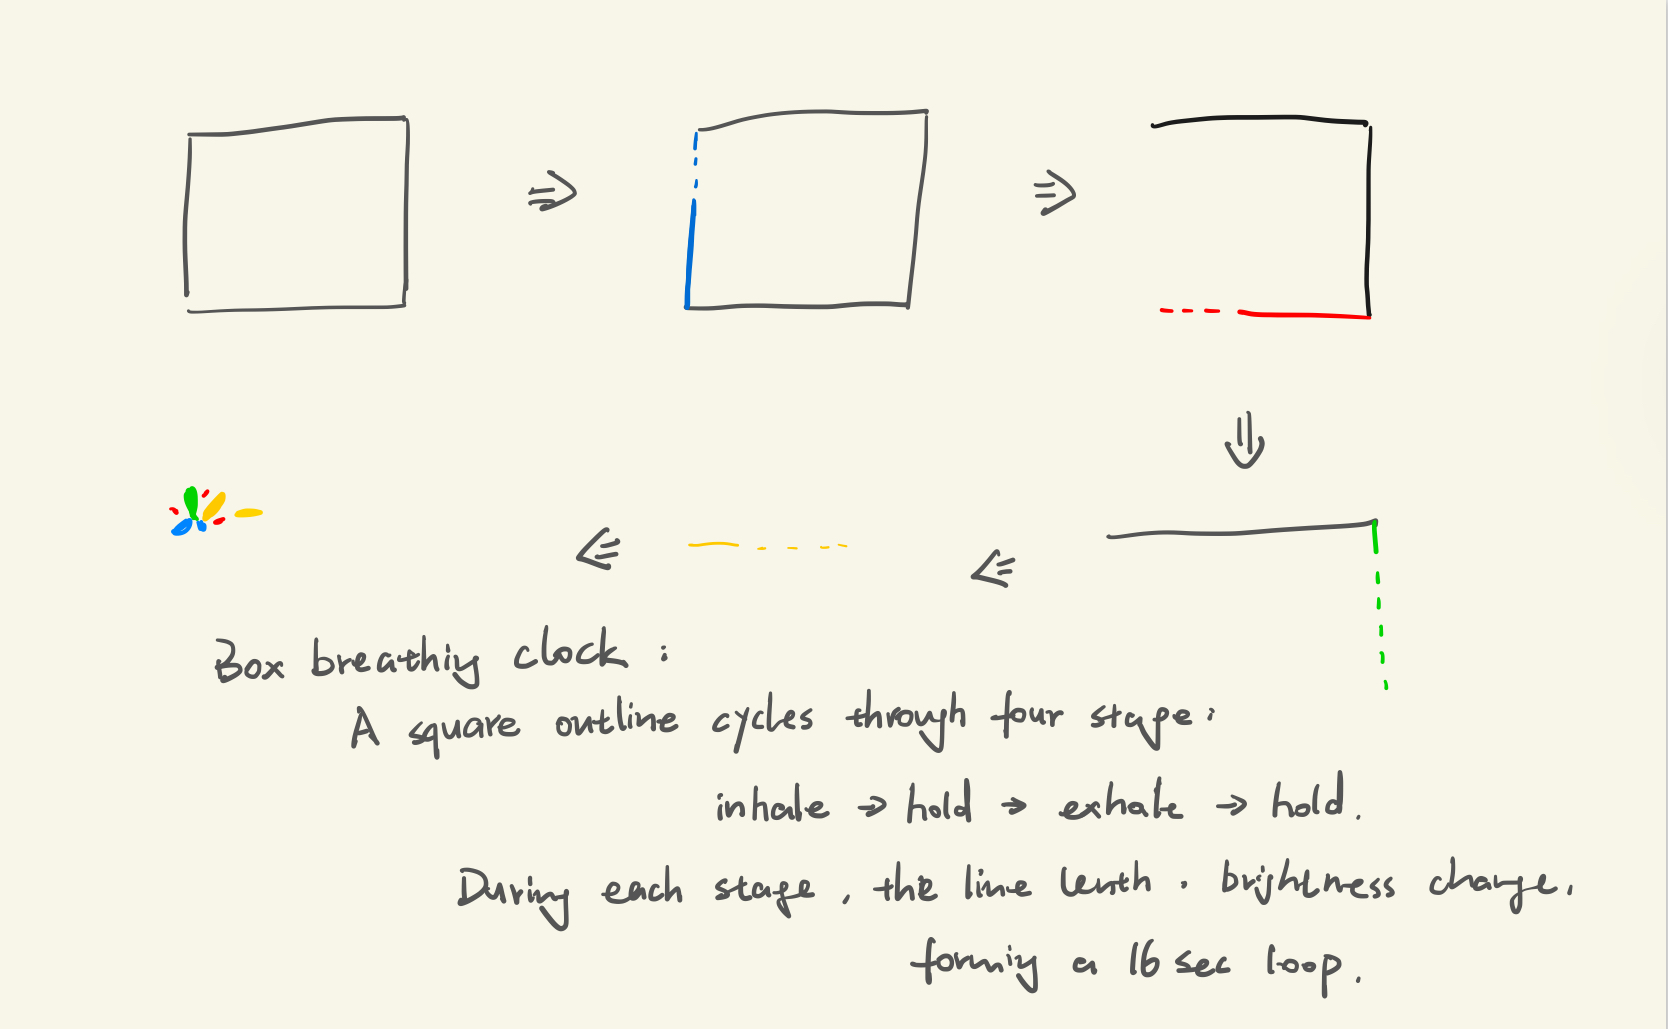 Box breathing clock :
A square outline cycles through four stage :
inhale → hold → exhale → hold .
During each stage , the line lenth . brightness change .
forming a 16 sec loop .